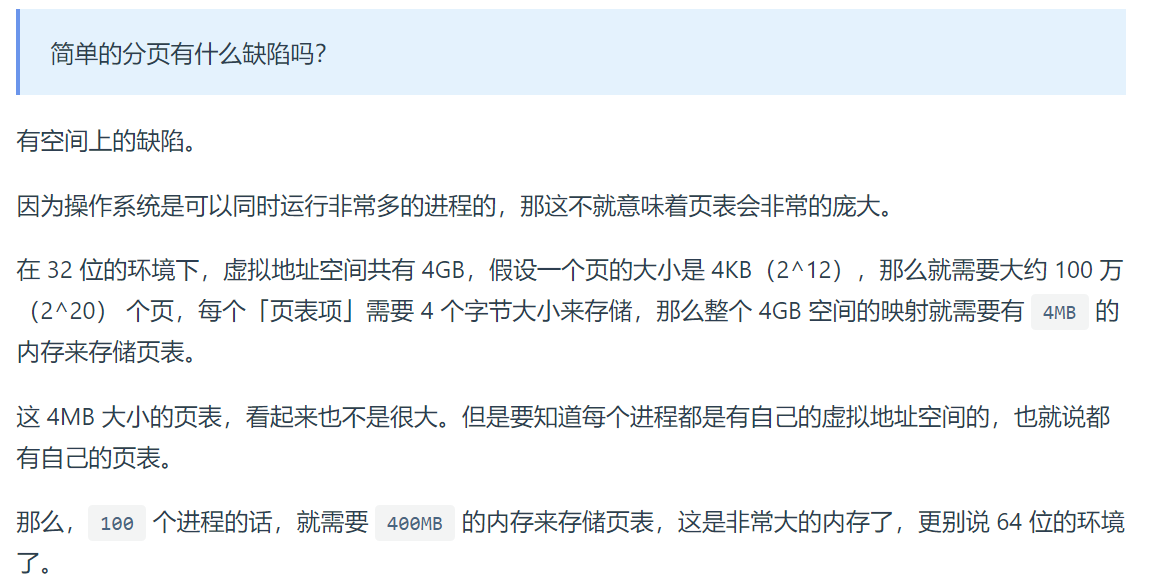 简单的分页有什么缺陷吗？
有空间上的缺陷。
因为操作系统是可以同时运行非常多的进程的，那这不就意味着页表会非常的庞大。
在 32 位的环境下，虚拟地址空间共有 4GB，假设一个页的大小是 4KB（2^12），那么就需要大约 100 万
（2^20） 个页，每个「页表项」需要 4 个字节大小来存储，那么整个 4GB 空间的映射就需要有 4MB 的
内存来存储页表。
这 4MB 大小的页表，看起来也不是很大。但是要知道每个进程都是有自己的虚拟地址空间的，也就说都
有自己的页表。
那么，100 个进程的话，就需要 400MB 的内存来存储页表，这是非常大的内存了，更别说 64 位的环境
了。